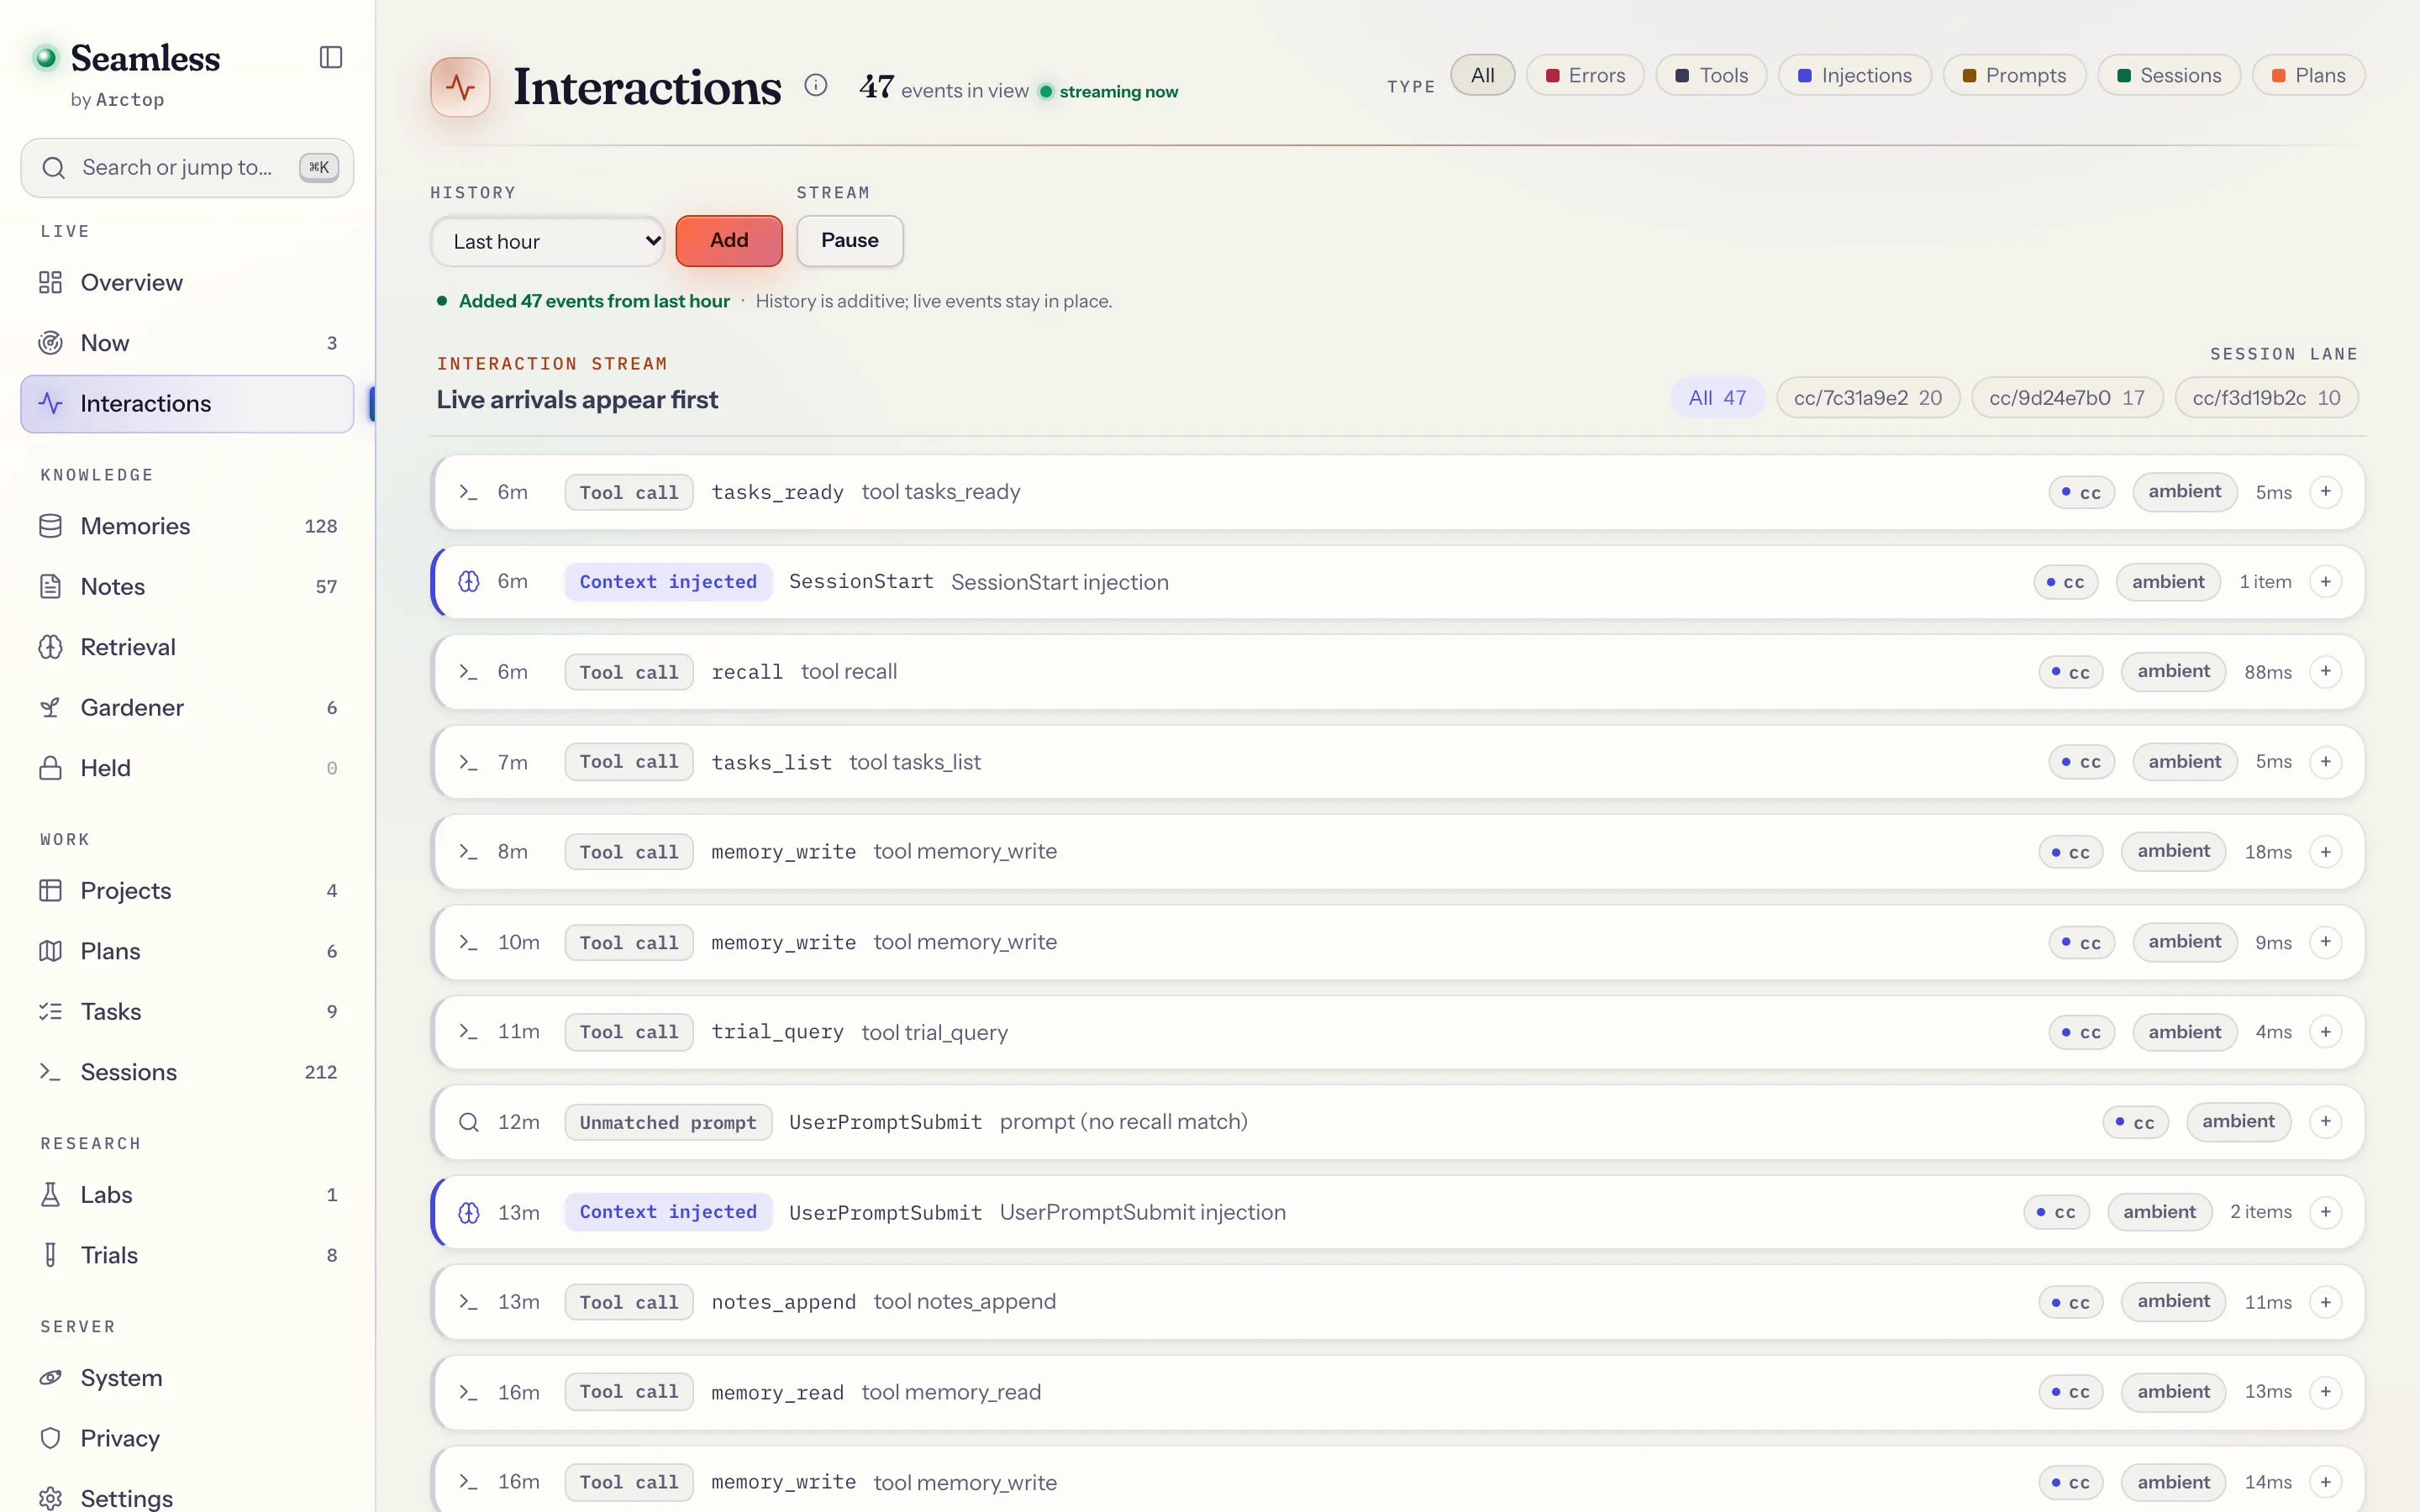 Seamless
by Arctop
Search or jump to... ⌘K
LIVE
Overview
Now 3
Interactions
KNOWLEDGE
Memories 128
Notes 57
Retrieval
Gardener 6
Held 0
WORK
Projects 4
Plans 6
Tasks 9
Sessions 212
RESEARCH
Labs 1
Trials 8
SERVER
System
Privacy
Settings
Interactions 47 events in view streaming now
TYPE All Errors Tools Injections Prompts Sessions Plans
HISTORY STREAM
Last hour Add Pause
Added 47 events from last hour · History is additive; live events stay in place.
INTERACTION STREAM
Live arrivals appear first
SESSION LANE
All 47 cc/7c31a9e2 20 cc/9d24e7b0 17 cc/f3d19b2c 10
6m Tool call tasks_ready tool tasks_ready cc ambient 5ms +
6m Context injected SessionStart SessionStart injection cc ambient 1 item +
6m Tool call recall tool recall cc ambient 88ms +
7m Tool call tasks_list tool tasks_list cc ambient 5ms +
8m Tool call memory_write tool memory_write cc ambient 18ms +
10m Tool call memory_write tool memory_write cc ambient 9ms +
11m Tool call trial_query tool trial_query cc ambient 4ms +
12m Unmatched prompt UserPromptSubmit prompt (no recall match) cc ambient +
13m Context injected UserPromptSubmit UserPromptSubmit injection cc ambient 2 items +
13m Tool call notes_append tool notes_append cc ambient 11ms +
16m Tool call memory_read tool memory_read cc ambient 13ms +
16m Tool call memory_write tool memory_write cc ambient 14ms +